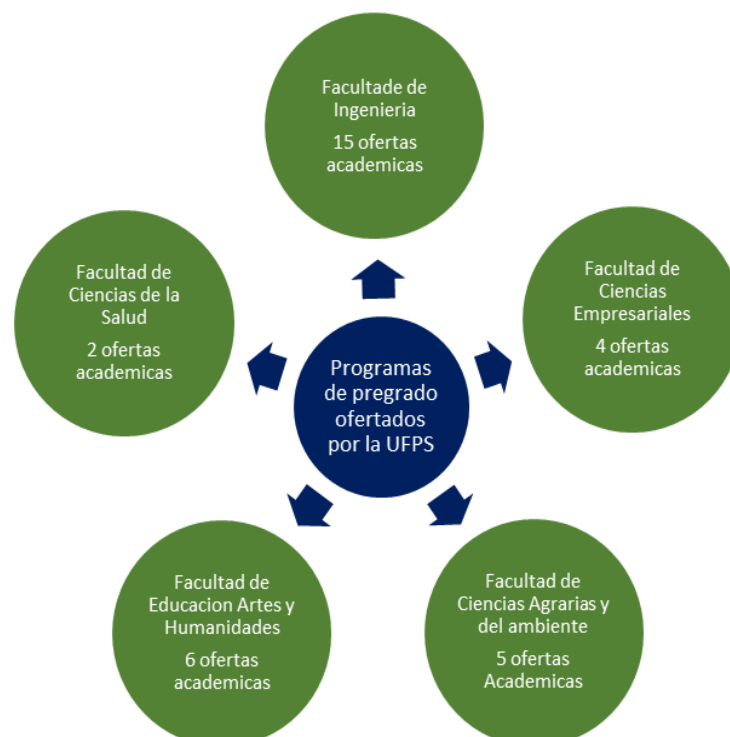 Facultade de
Ingenieria
15 ofertas
academicas
Facultad de
Ciencias
Empresariales
4 ofertas
academicas
Facultad de
Ciencias Agrarias y
del ambiente
5 ofertas
Academicas
Facultad de
Educacion Artes y
Humanidades
6 ofertas
academicas
Facultad de
Ciencias de la
Salud
2 ofertas
academicas
Programas
de pregrado
ofertados
por la UFPS